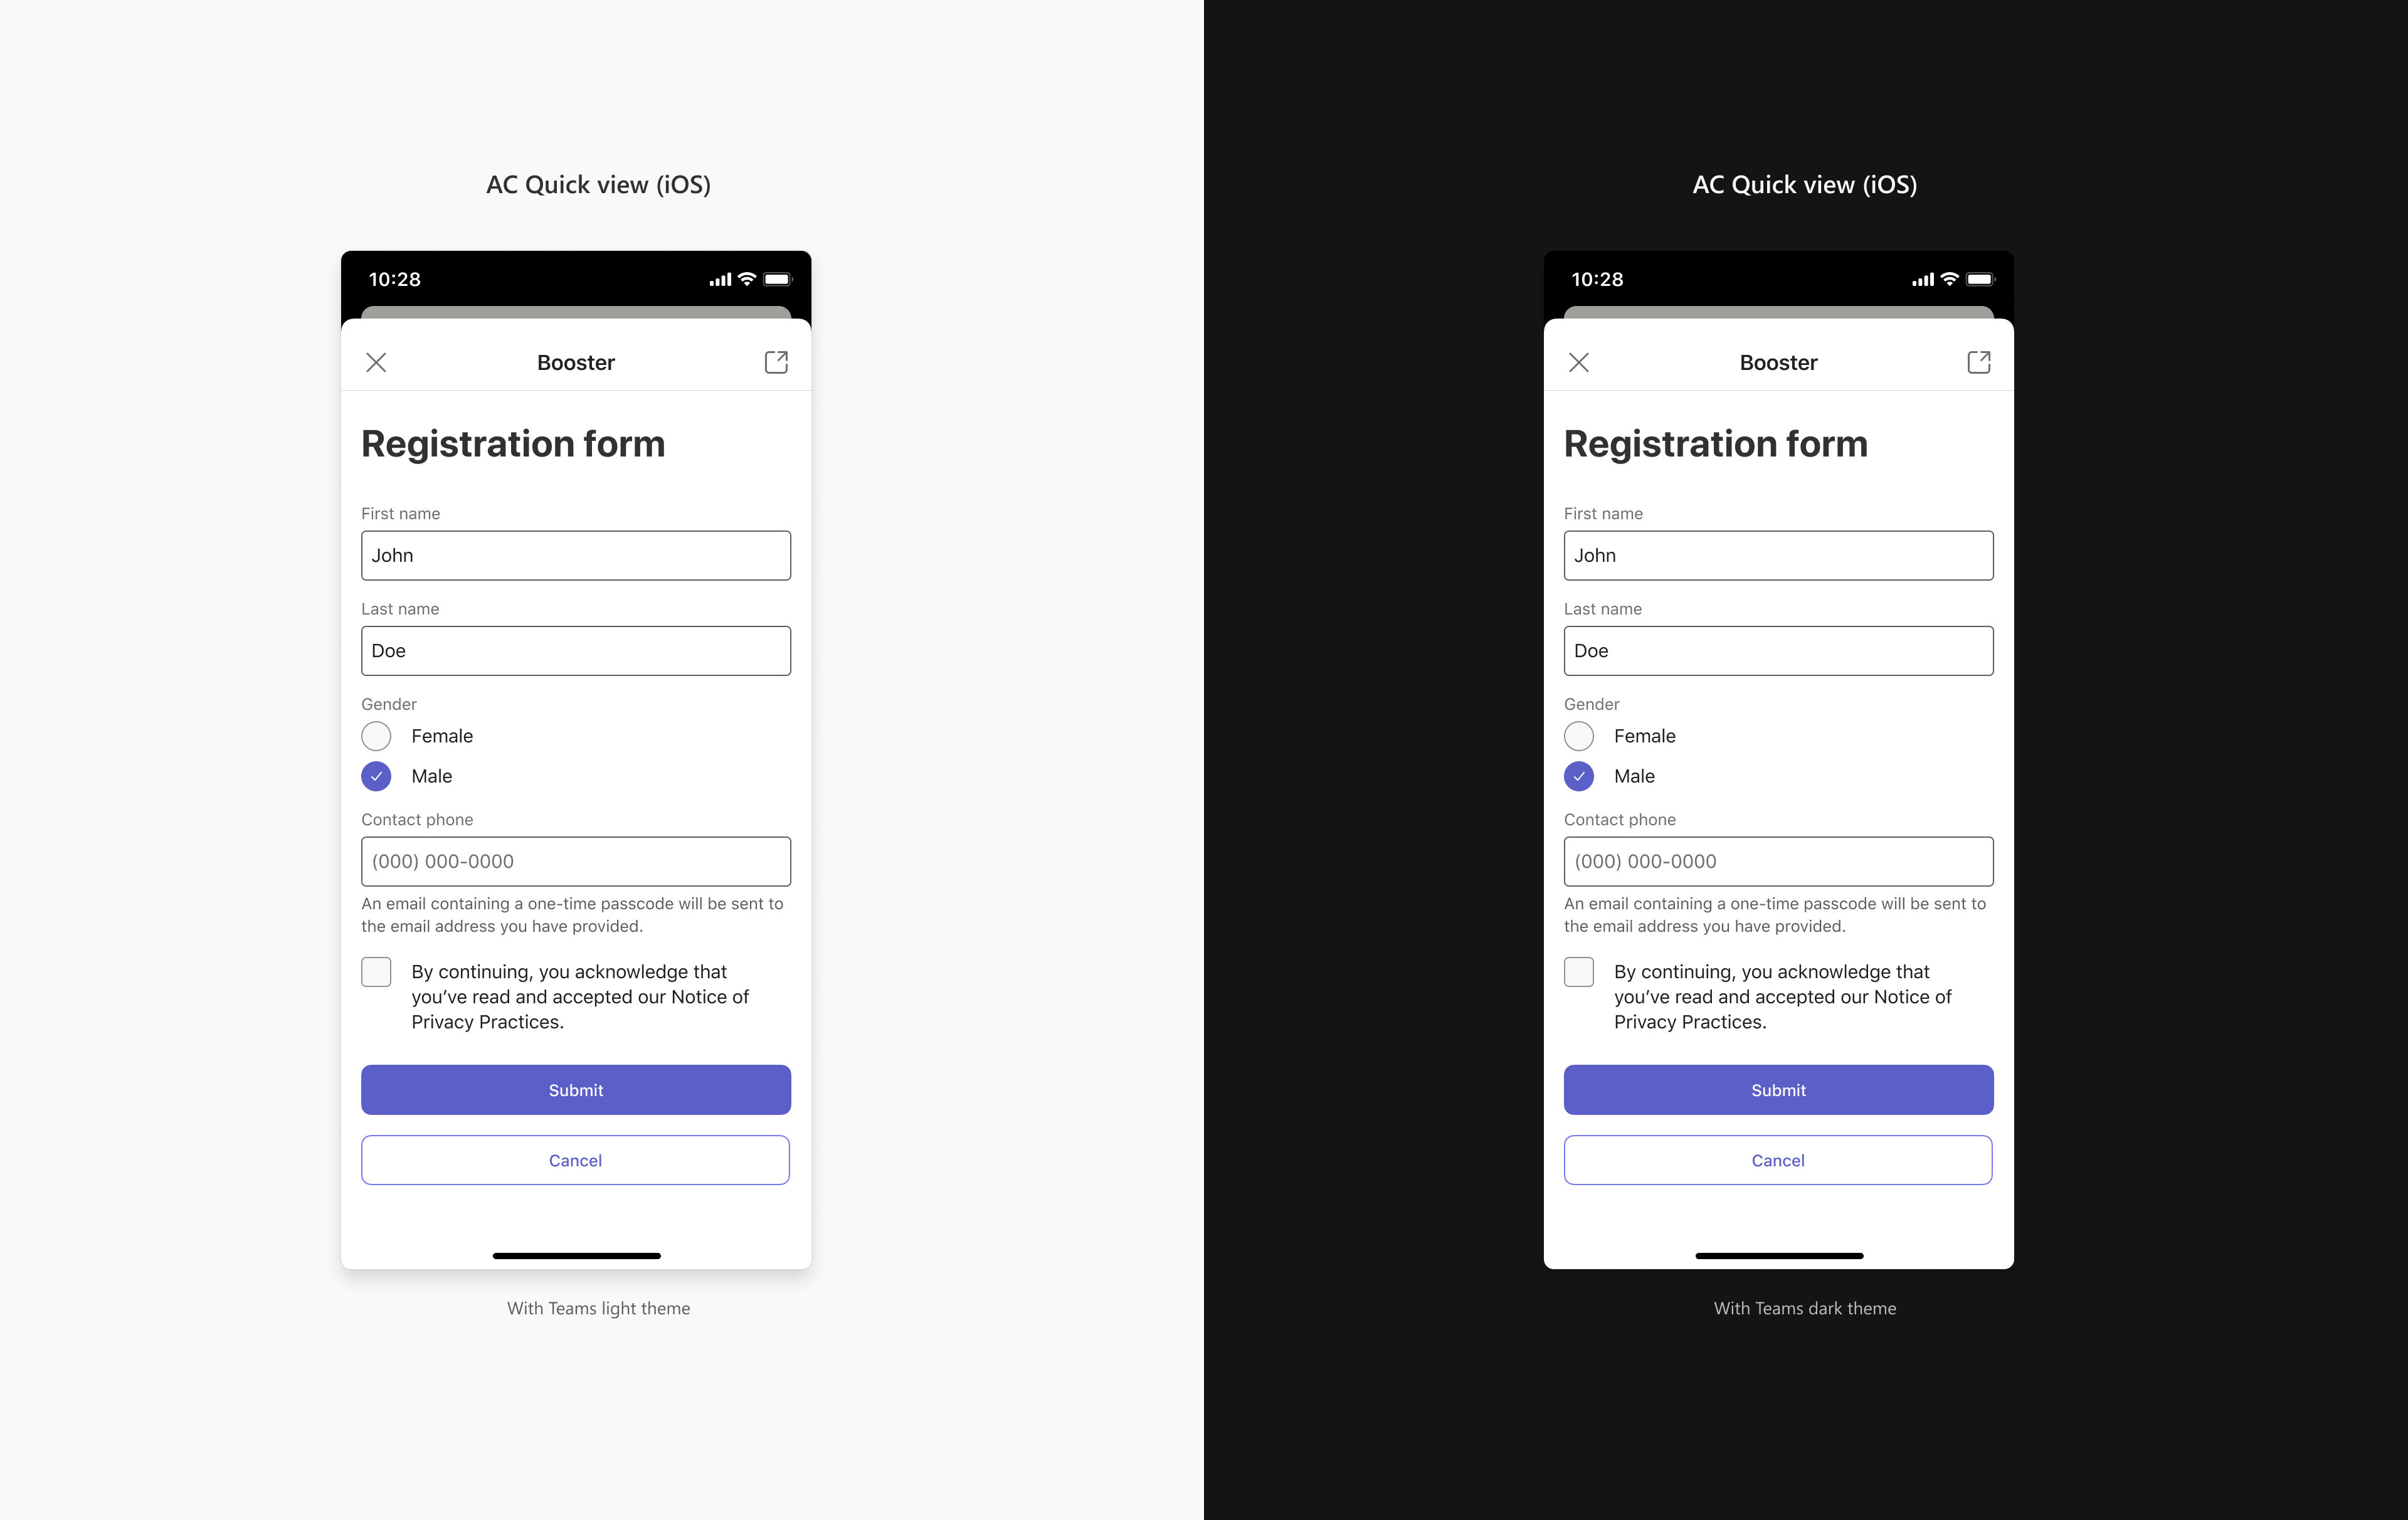 AC Quick view (iOS)
10:28
Booster
Registration form
First name
John
Last name
Doe
Gender
Female
Male
Contact phone
(000) 000-0000
An email containing a one-time passcode will be sent to
the email address you have provided.
By continuing, you acknowledge that
you’ve read and accepted our Notice of
Privacy Practices.
Submit
Cancel
With Teams light theme
AC Quick view (iOS)
10:28
Booster
Registration form
First name
John
Last name
Doe
Gender
Female
Male
Contact phone
(000) 000-0000
An email containing a one-time passcode will be sent to
the email address you have provided.
By continuing, you acknowledge that
you’ve read and accepted our Notice of
Privacy Practices.
Submit
Cancel
With Teams dark theme